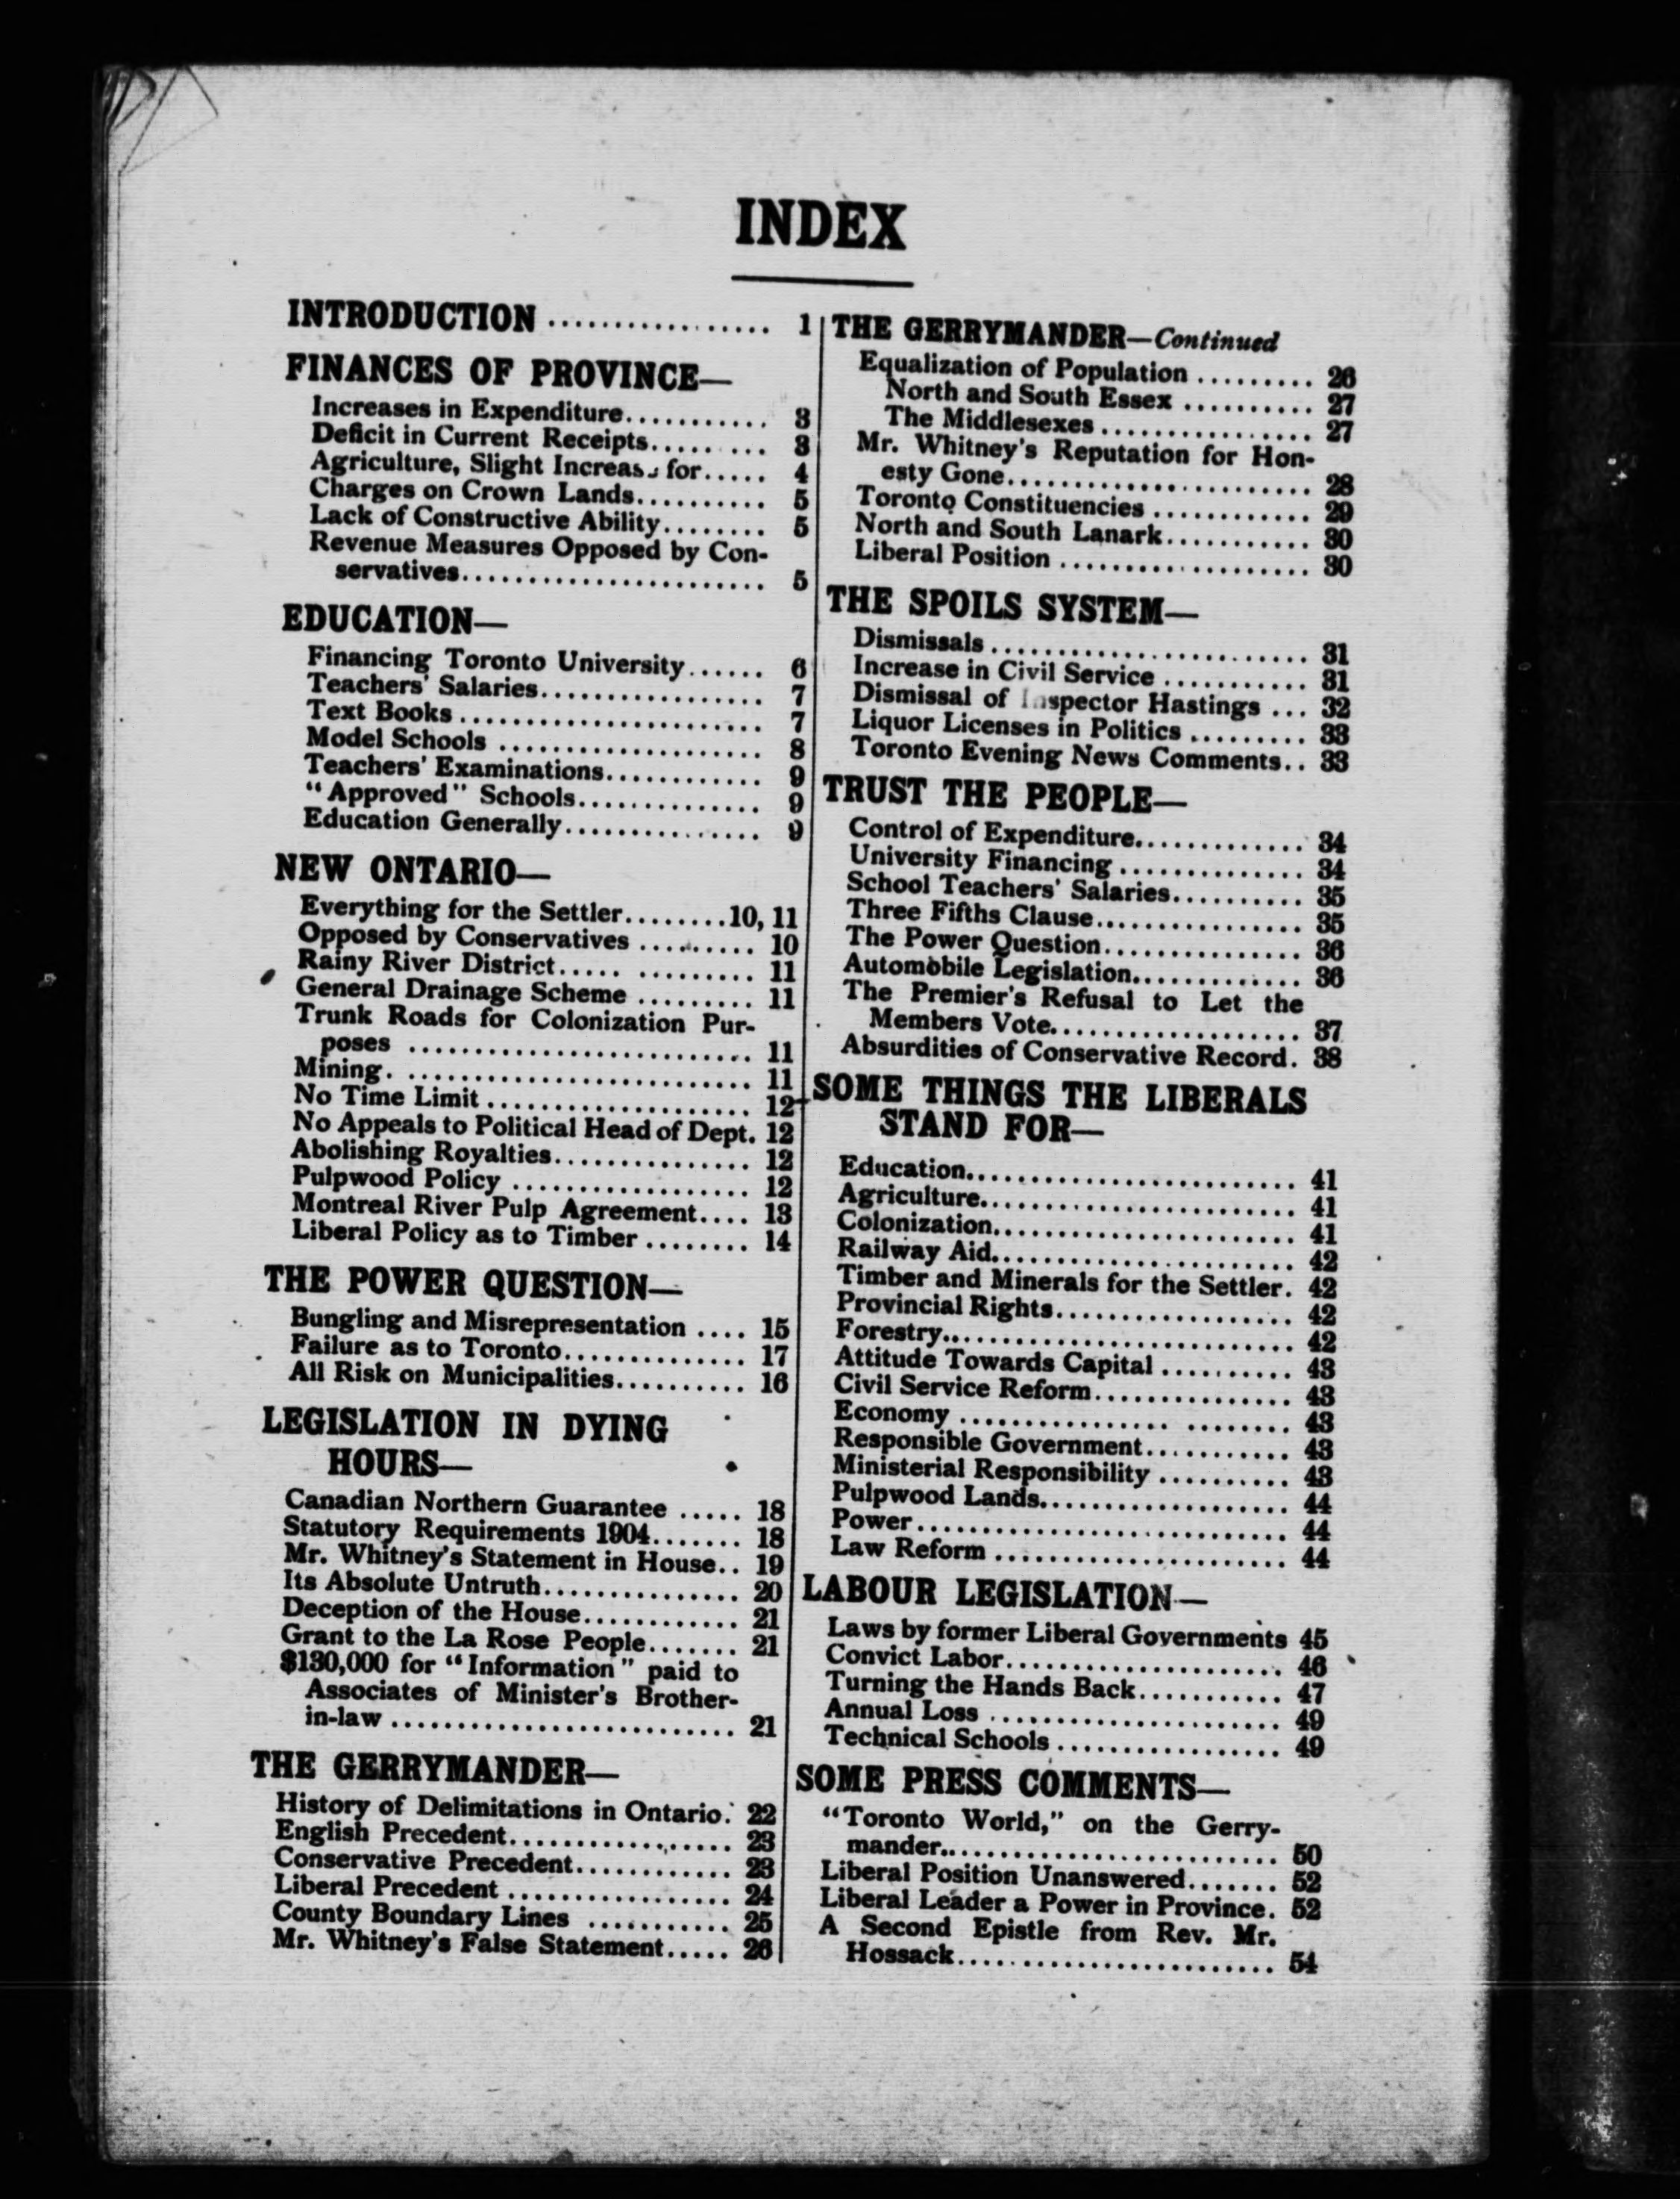 INDEX
INTRODUCTION ................. 1
FINANCES OF PROVINCE—
Increases in Expenditure........... 3
Deficit in Current Receipts......... 3
Agriculture, Slight Increas for..... 4
Charges on Crown Lands.......... 5
Lack of Constructive Ability........ 5
Revenue Measures Opposed by Con-
servatives....................... 5
EDUCATION—
Financing Toronto University...... 6
Teachers' Salaries................. 7
Text Books ....................... 7
Model Schools .................... 8
Teachers' Examinations............ 9
"Approved" Schools.............. 9
Education Generally............... 9
NEW ONTARIO—
Everything for the Settler........10, 11
Opposed by Conservatives ......... 10
Rainy River District..... ......... 11
General Drainage Scheme ......... 11
Trunk Roads for Colonization Pur-
poses .......................... 11
Mining. .......................... 11
No Time Limit .................... 12
No Appeals to Political Head of Dept. 12
Abolishing Royalties............... 12
Pulpwood Policy .................. 12
Montreal River Pulp Agreement.... 13
Liberal Policy as to Timber ........ 14
THE POWER QUESTION—
Bungling and Misrepresentation .... 15
Failure as to Toronto.............. 17
All Risk on Municipalities.......... 16
LEGISLATION IN DYING
HOURS—
Canadian Northern Guarantee ..... 18
Statutory Requirements 1904....... 18
Mr. Whitney's Statement in House.. 19
Its Absolute Untruth............... 20
Deception of the House............ 21
Grant to the La Rose People....... 21
$130,000 for "Information" paid to
Associates of Minister's Brother-
in-law .......................... 21
THE GERRYMANDER—
History of Delimitations in Ontario. 22
English Precedent................. 23
Conservative Precedent............ 23
Liberal Precedent ................. 24
County Boundary Lines ........... 25
Mr. Whitney's False Statement..... 26
THE GERRYMANDER—Continued
Equalization of Population ......... 26
North and South Essex .......... 27
The Middlesexes ................ 27
Mr. Whitney's Reputation for Hon-
esty Gone....................... 28
Toronto Constituencies ............ 29
North and South Lanark........... 30
Liberal Position ................... 30
THE SPOILS SYSTEM—
Dismissals ........................ 31
Increase in Civil Service ........... 31
Dismissal of Inspector Hastings ... 32
Liquor Licenses in Politics ......... 33
Toronto Evening News Comments.. 33
TRUST THE PEOPLE—
Control of Expenditure............. 34
University Financing .............. 34
School Teachers' Salaries.......... 35
Three Fifths Clause................ 35
The Power Question............... 36
Automobile Legislation............. 36
The Premier's Refusal to Let the
Members Vote................... 37
Absurdities of Conservative Record. 38
SOME THINGS THE LIBERALS
STAND FOR—
Education......................... 41
Agriculture........................ 41
Colonization....................... 41
Railway Aid....................... 42
Timber and Minerals for the Settler. 42
Provincial Rights.................. 42
Forestry........................... 42
Attitude Towards Capital .......... 43
Civil Service Reform............... 43
Economy ................ ........ 43
Responsible Government........... 43
Ministerial Responsibility .......... 43
Pulpwood Lands................... 44
Power............................ 44
Law Reform ...................... 44
LABOUR LEGISLATION—
Laws by former Liberal Governments 45
Convict Labor..................... 46
Turning the Hands Back........... 47
Annual Loss ...................... 49
Technical Schools ................. 49
SOME PRESS COMMENTS—
"Toronto World," on the Gerry-
mander.......................... 50
Liberal Position Unanswered....... 52
Liberal Leader a Power in Province. 52
A Second Epistle from Rev. Mr.
Hossack........................ 54